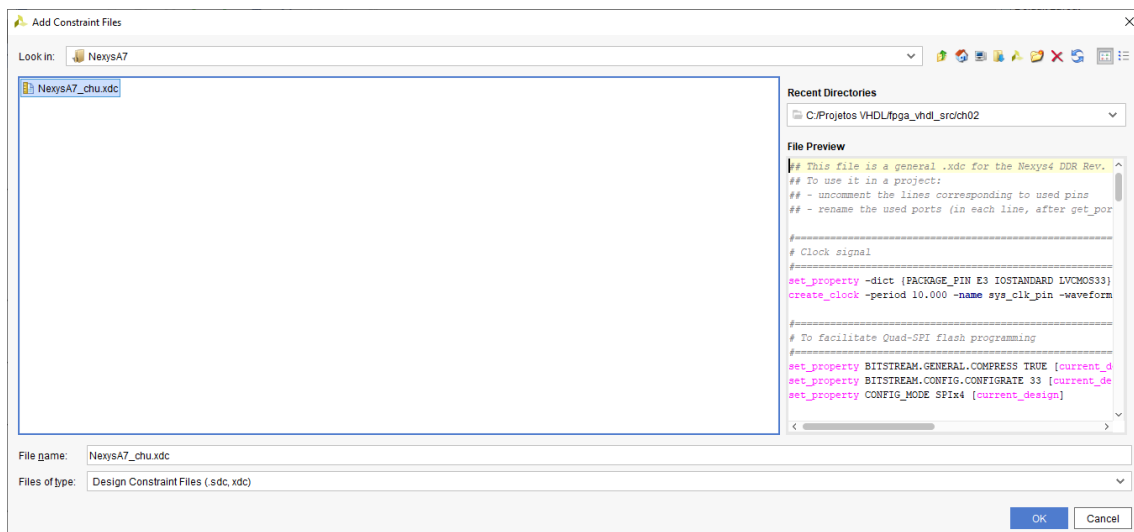 Add Constraint Files
Look in: NexysA7
NexysA7_chu.xdc
Recent Directories
C:/Projetos VHDL/fpga_vhdl_src/ch02
File Preview
## This file is a general .xdc for the Nexys4 DDR Rev.
## To use it in a project:
## - uncomment the lines corresponding to used pins
## - rename the used ports (in each line, after get_por
#=====================================================
# Clock signal
#=====================================================
set_property -dict {PACKAGE_PIN E3 IOSTANDARD LVCMOS33}
create_clock -period 10.000 -name sys_clk_pin -waveform
#=====================================================
# To facilitate Quad-SPI flash programming
#=====================================================
set_property BITSTREAM.GENERAL.COMPRESS TRUE [current_d
set_property BITSTREAM.CONFIG.CONFIGRATE 33 [current_de
set_property CONFIG_MODE SPIx4 [current_design]
File name: NexysA7_chu.xdc
Files of type: Design Constraint Files (.sdc, xdc)
OK Cancel